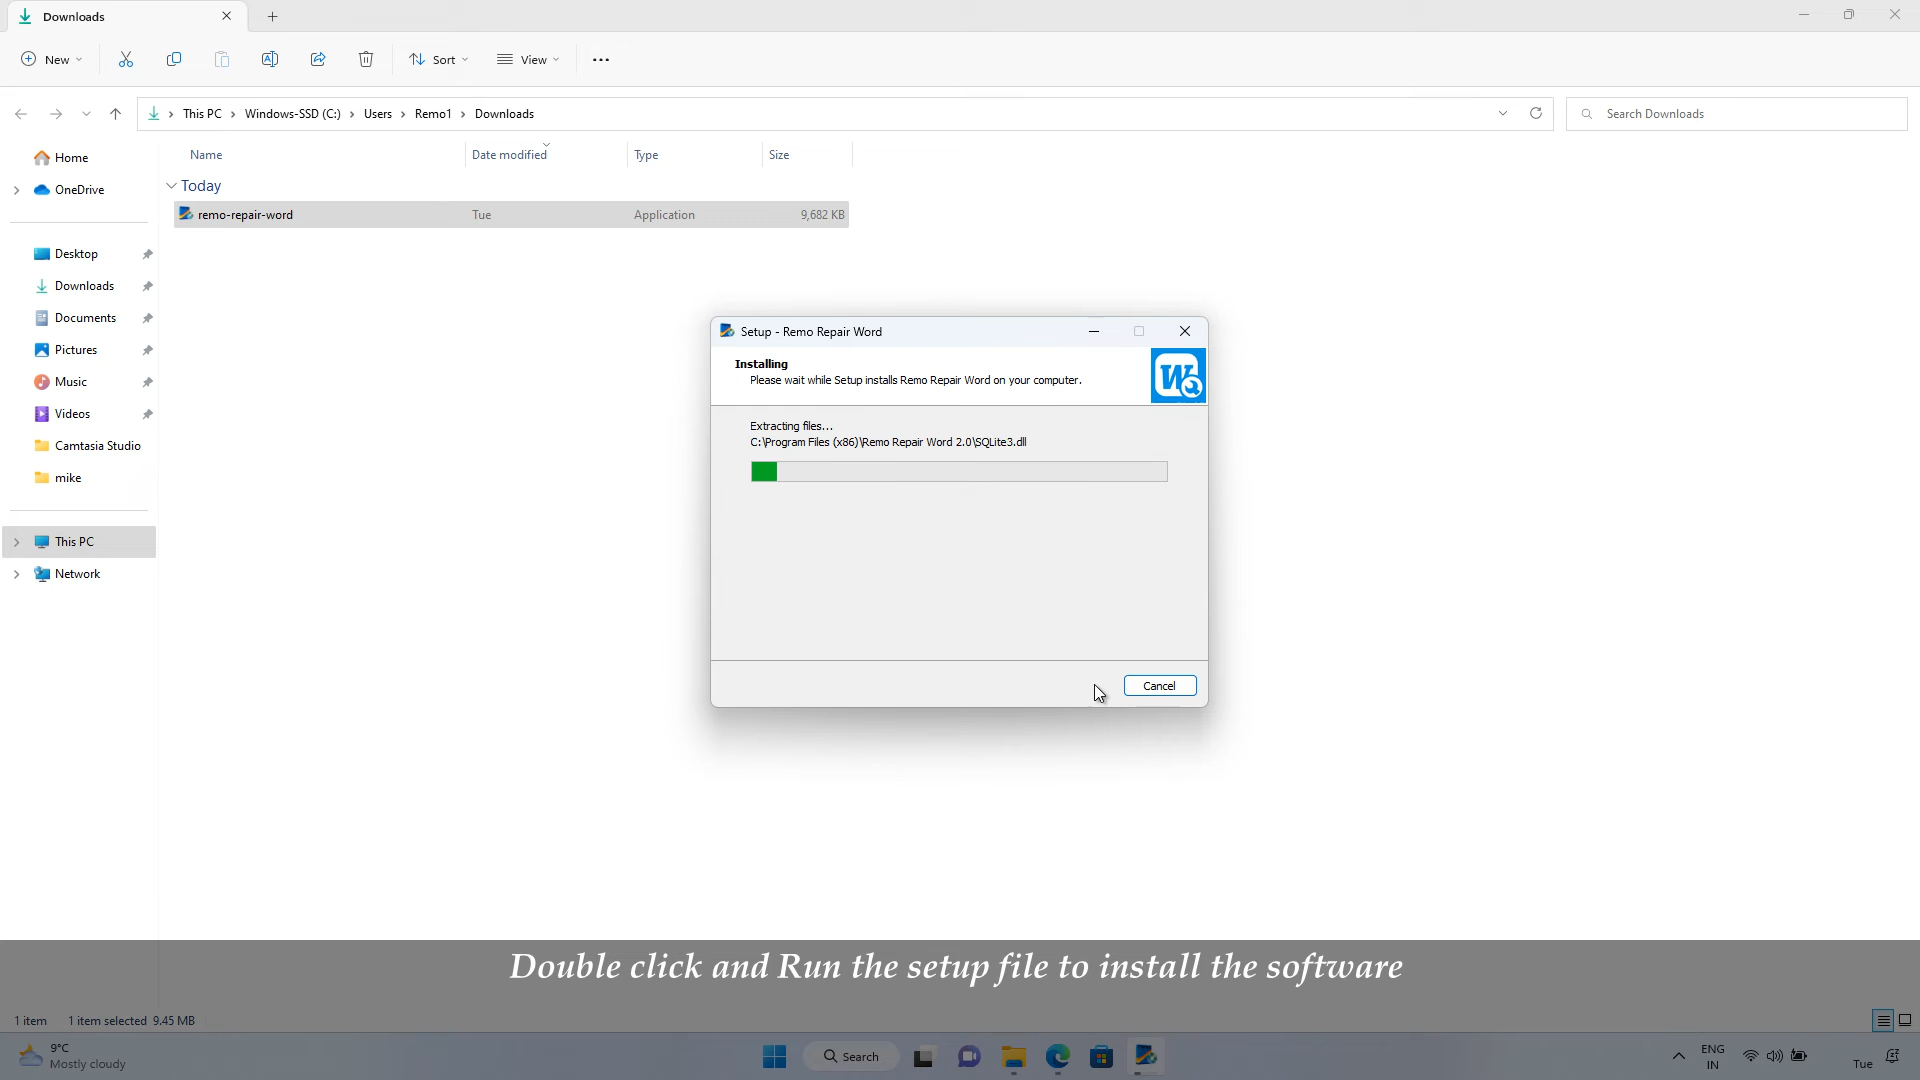 Downloads
New
Sort
View
This PC > Windows-SSD (C:) > Users > Remo1 > Downloads
Search Downloads
Name
Date modified
Type
Size
Home
OneDrive
Desktop
Downloads
Documents
Pictures
Music
Videos
Camtasia Studio
mike
This PC
Network
Today
remo-repair-word
Tue
Application
9,682 KB
Setup - Remo Repair Word
Installing
Please wait while Setup installs Remo Repair Word on your computer.
W
Extracting files...
C:\Program Files (x86)\Remo Repair Word 2.0\SQLite3.dll
Cancel
Double click and Run the setup file to install the software
1 item
1 item selected 9.45 MB
9°C
Mostly cloudy
Search
ENG
IN
Tue